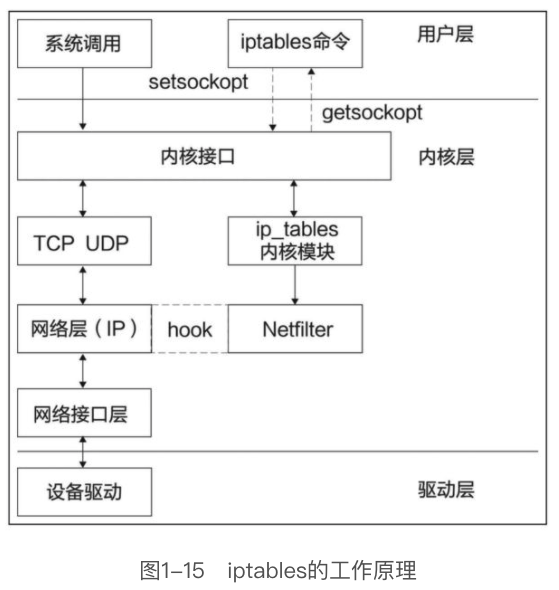 系统调用
iptables命令
用户层
setsockopt
getsockopt
内核接口
内核层
TCP UDP
ip_tables
内核模块
网络层（IP）
hook
Netfilter
网络接口层
设备驱动
驱动层
图1–15 iptables的工作原理